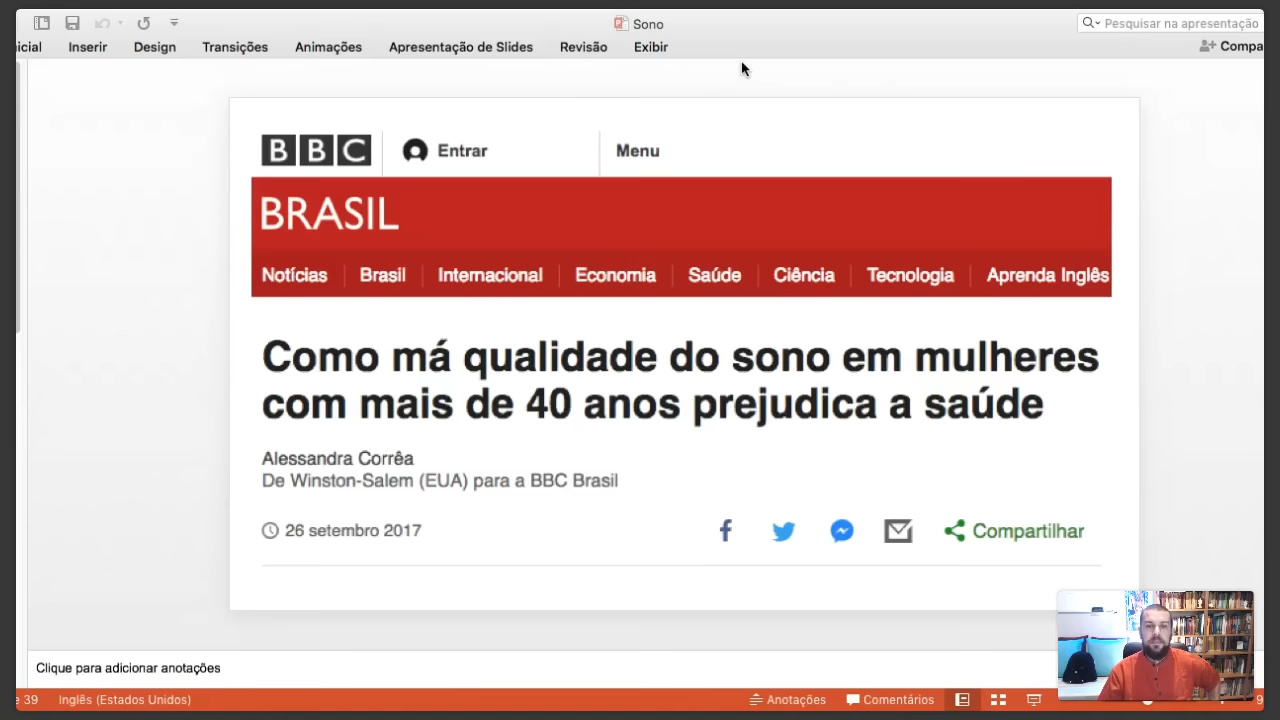 Sono
Pesquisar na apresentação
icial Inserir Design Transições Animações Apresentação de Slides Revisão Exibir
Compa
BBC Entrar Menu
BRASIL
Notícias Brasil Internacional Economia Saúde Ciência Tecnologia Aprenda Inglês
Como má qualidade do sono em mulheres
com mais de 40 anos prejudica a saúde
Alessandra Corrêa
De Winston-Salem (EUA) para a BBC Brasil
26 setembro 2017
Compartilhar
Clique para adicionar anotações
e 39 Inglês (Estados Unidos) Anotações Comentários 9